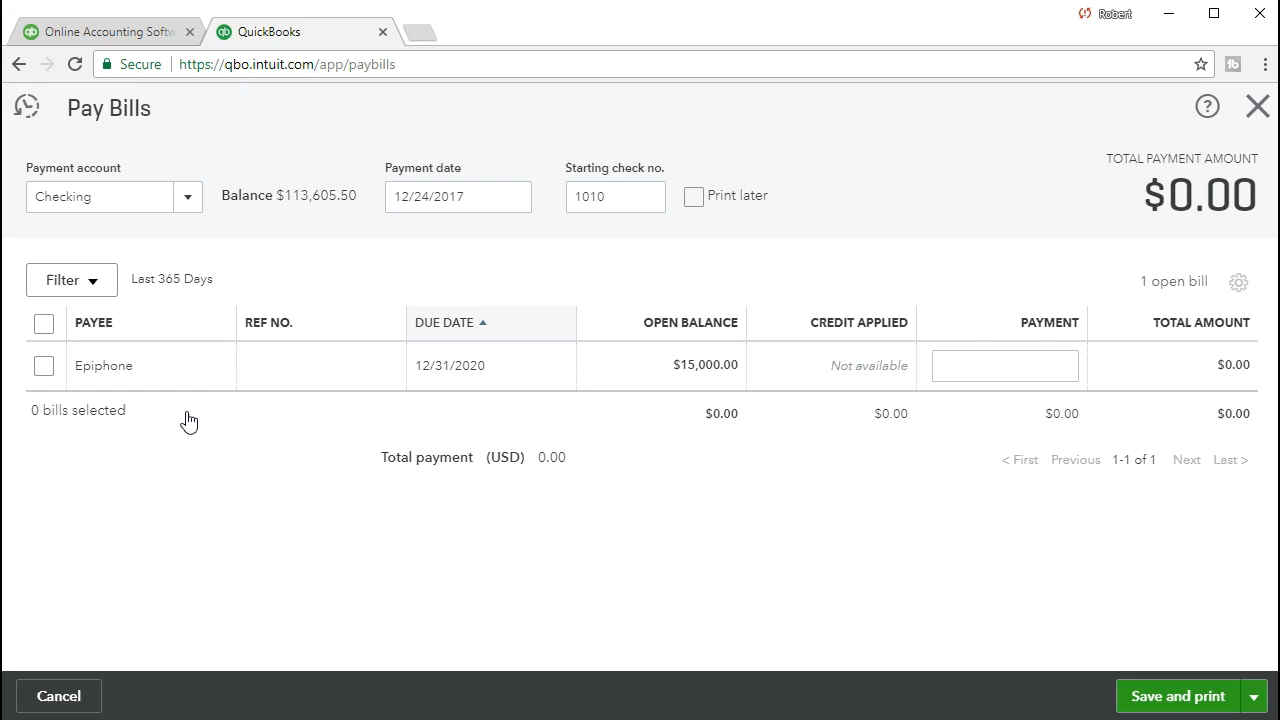 Robert
Online Accounting Softw
QuickBooks
Secure
https://qbo.intuit.com/app/paybills
Pay Bills
Payment account
Checking
Balance $113,605.50
Payment date
12/24/2017
Starting check no.
1010
Print later
TOTAL PAYMENT AMOUNT
$0.00
Filter
Last 365 Days
1 open bill
PAYEE REF NO. DUE DATE OPEN BALANCE CREDIT APPLIED PAYMENT TOTAL AMOUNT
Epiphone 12/31/2020 $15,000.00 Not available $0.00
0 bills selected $0.00 $0.00 $0.00 $0.00
Total payment (USD) 0.00
< First Previous 1-1 of 1 Next Last >
Cancel
Save and print